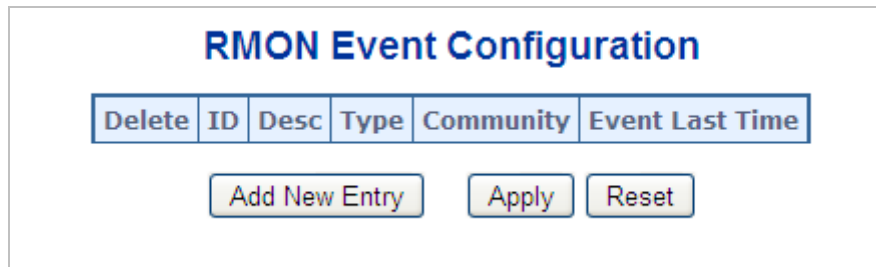 RMON Event Configuration
Delete ID Desc Type Community Event Last Time
Add New Entry Apply Reset